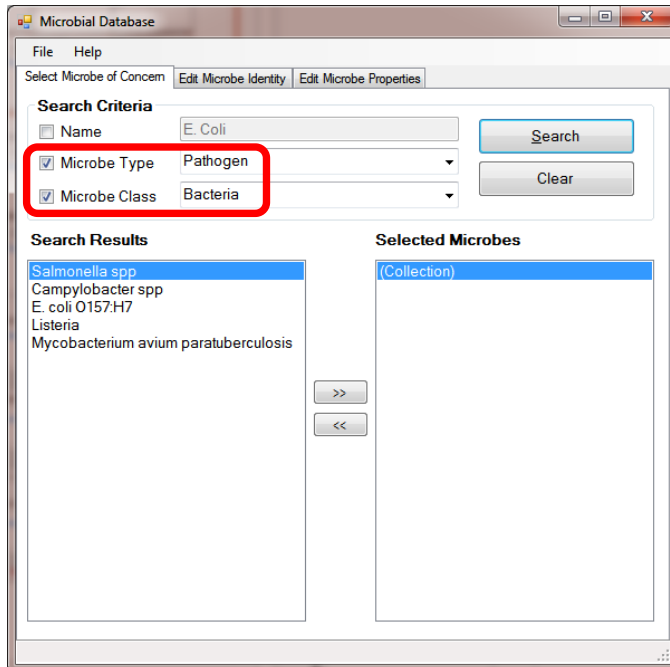 Microbial Database
File Help
Select Microbe of Concern Edit Microbe Identity Edit Microbe Properties
Search Criteria
Name E. Coli Search
Microbe Type Pathogen
Clear
Microbe Class Bacteria
Search Results Selected Microbes
Salmonella spp (Collection)
Campylobacter spp
E. coli O157:H7
Listeria
Mycobacterium avium paratuberculosis
>>
<<